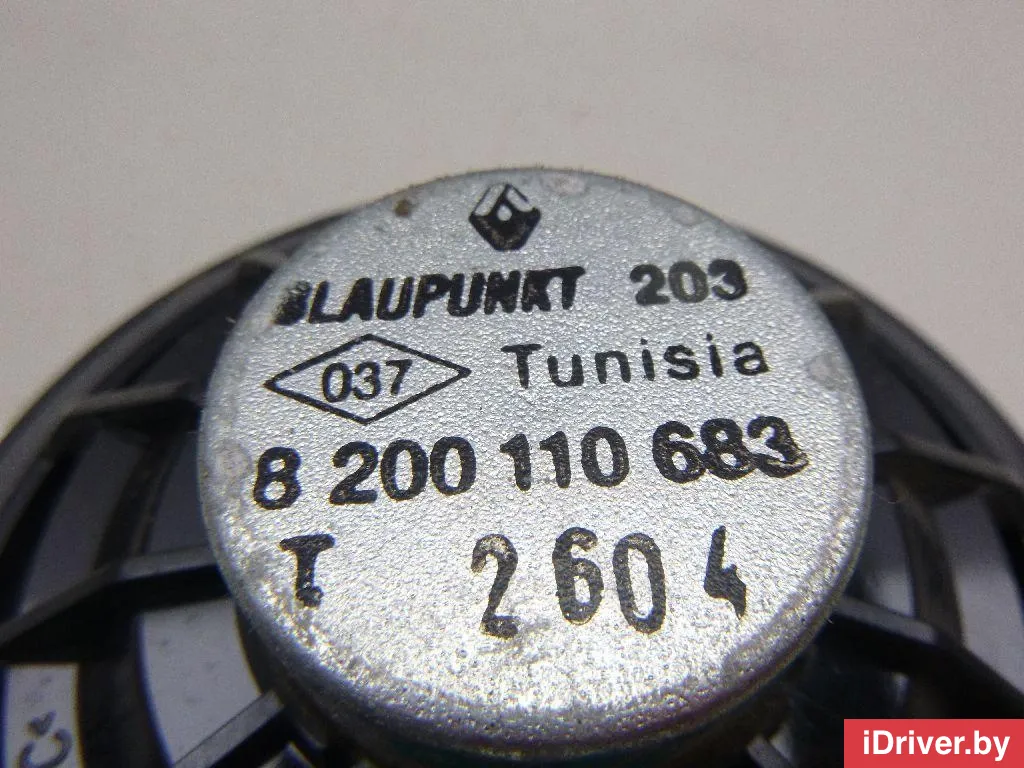 BLAUPUNKT 203
037 Tunisia
8 200 110 683
T 2604
iDriver.by